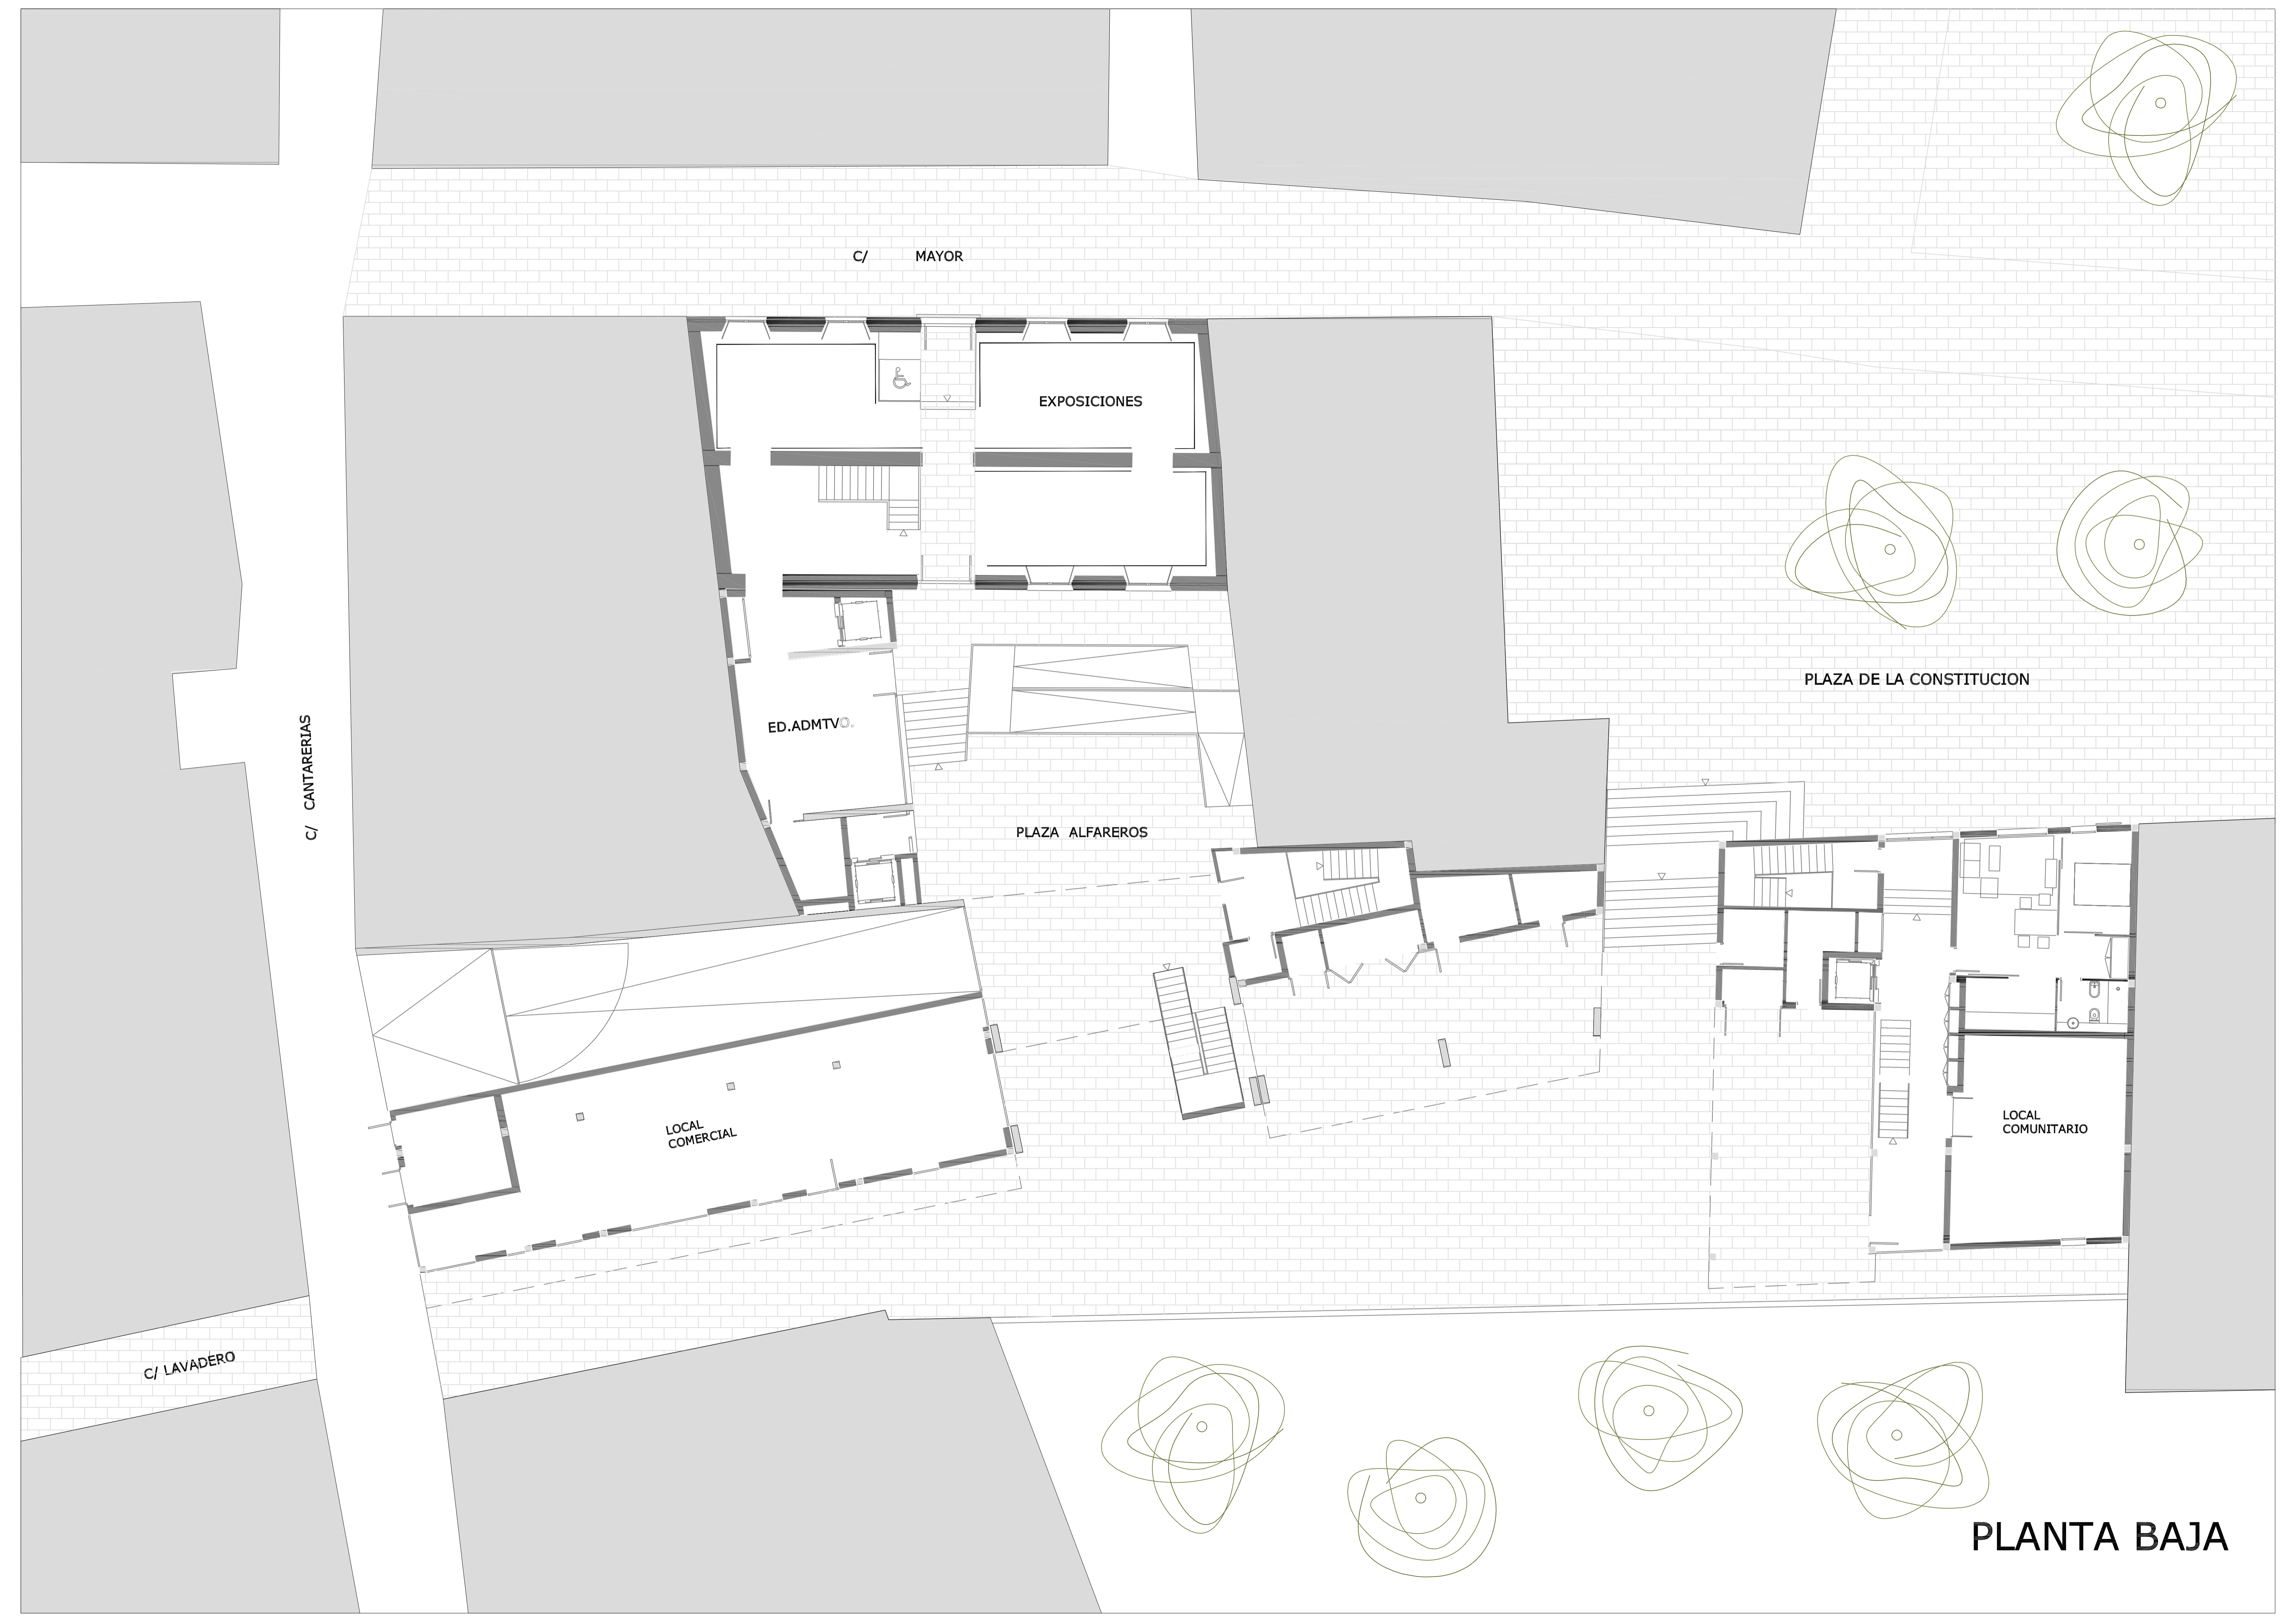 C/ MAYOR
EXPOSICIONES
PLAZA DE LA CONSTITUCION
ED.ADMTVO.
C/ CANTARERIAS
PLAZA ALFAREROS
LOCAL
COMERCIAL
LOCAL
COMUNITARIO
C/ LAVADERO
PLANTA BAJA